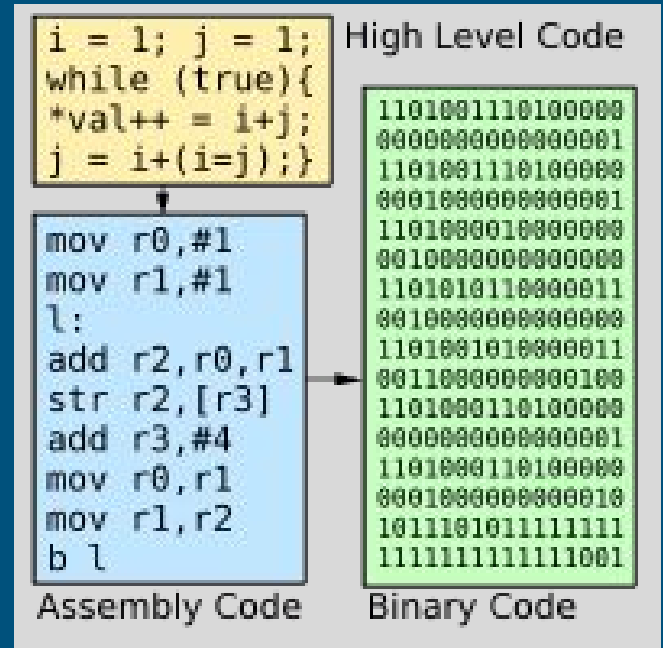 i = 1; j = 1;
while (true){
*val++ = i+j;
j = i+(i=j);}
High Level Code
mov r0,#1
mov r1,#1
l:
add r2,r0,r1
str r2,[r3]
add r3,#4
mov r0,r1
mov r1,r2
b l
Assembly Code
1101001110100000
0000000000000001
1101001110100000
0001000000000001
1101000010000000
0010000000000000
1101010110000011
0010000000000000
1101001010000011
0011000000000100
1101000110100000
0000000000000001
1101000110100000
0001000000000010
1011101011111111
1111111111111001
Binary Code